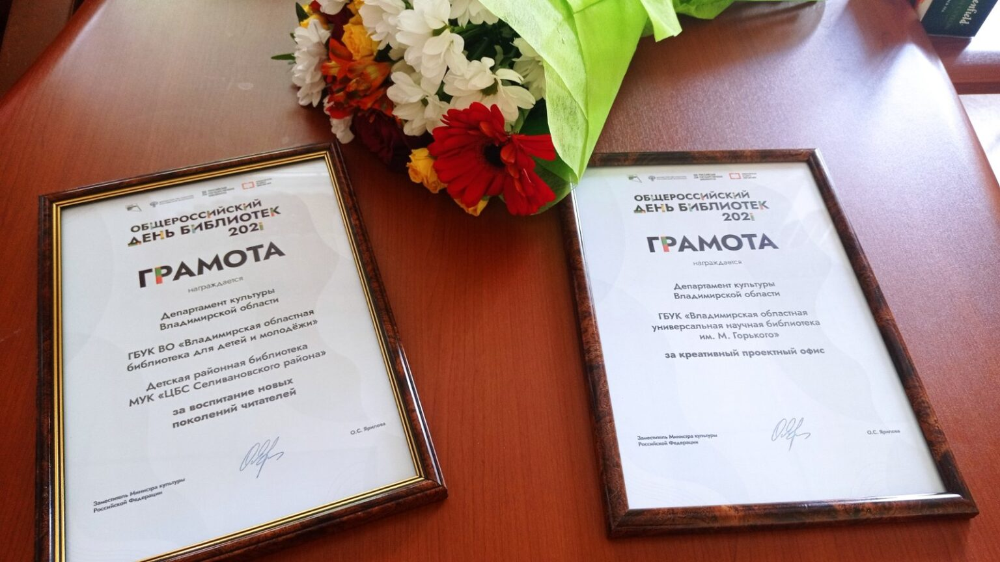 ОБЩЕРОССИЙСКИЙ
ДЕНЬ БИБЛИОТЕК
2021
ГРАМОТА
награждается
Департамент культуры
Владимирской области
ГБУК ВО «Владимирская областная
библиотека для детей и молодёжи»
Детская районная библиотека
МУК «ЦБС Селивановского района»
за воспитание новых
поколений читателей
Заместитель Министра культуры
Российской Федерации
О.С. Ярилова
РОССИЙСКАЯ
ГОСУДАРСТВЕННАЯ
БИБЛИОТЕКА
ОБЩЕРОССИЙСКИЙ
ДЕНЬ БИБЛИОТЕК
2021
ГРАМОТА
награждается
Департамент культуры
Владимирской области
ГБУК «Владимирская областная
универсальная научная библиотека
им. М. Горького»
за креативный проектный офис
Заместитель Министра культуры
Российской Федерации
О.С. Ярилова